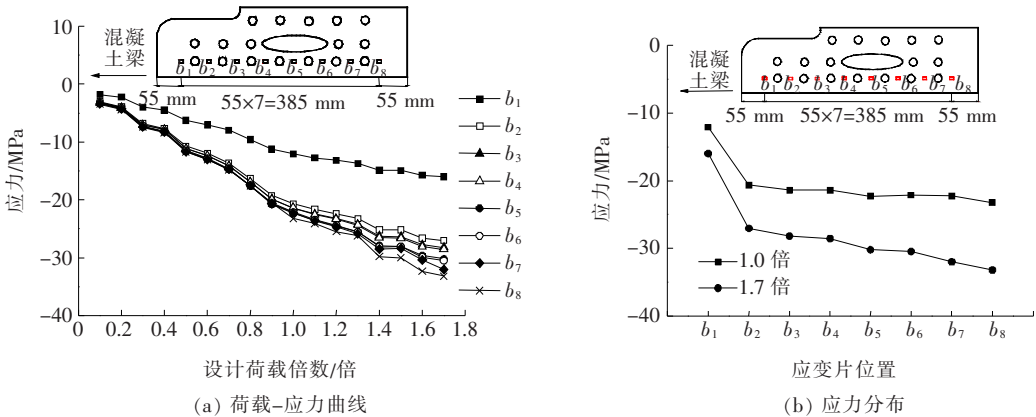 混凝
土梁
b1 b2 b3 b4 b5 b6 b7 b8
55 mm 55×7=385 mm 55 mm
应力/MPa
10
0
−10
−20
−30
−40
0 0.2 0.4 0.6 0.8 1.0 1.2 1.4 1.6 1.8
b1
b2
b3
b4
b5
b6
b7
b8
设计荷载倍数/倍
(a) 荷载–应力曲线
混凝
土梁
b1 b2 b3 b4 b5 b6 b7 b8
55 mm 55×7=385 mm 55 mm
应力/MPa
0
−10
−20
−30
−40
1.0 倍
1.7 倍
b1 b2 b3 b4 b5 b6 b7 b8
应变片位置
(b) 应力分布